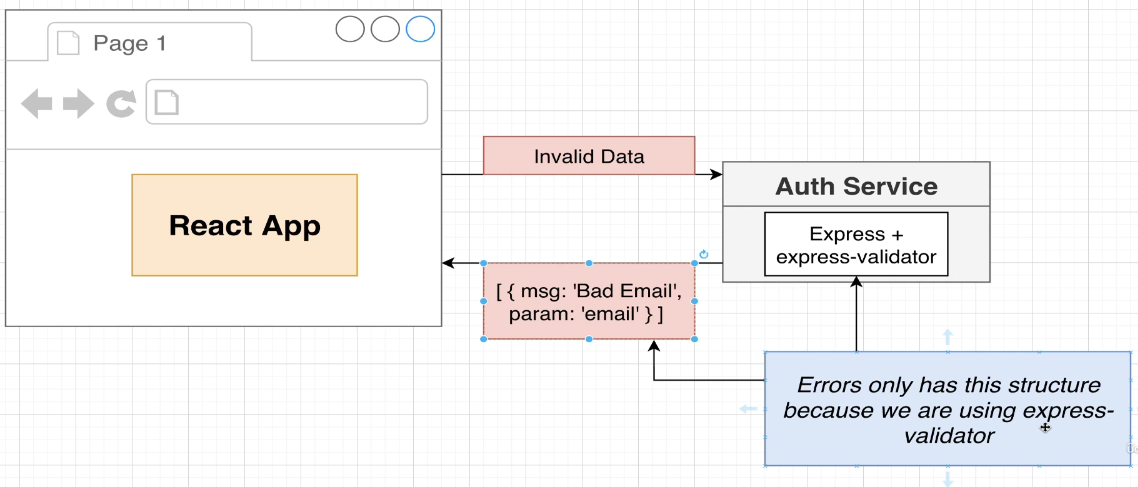 Page 1
Invalid Data
Auth Service
React App
Express +
express-validator
[ { msg: 'Bad Email',
param: 'email' } ]
Errors only has this structure
because we are using express-
validator